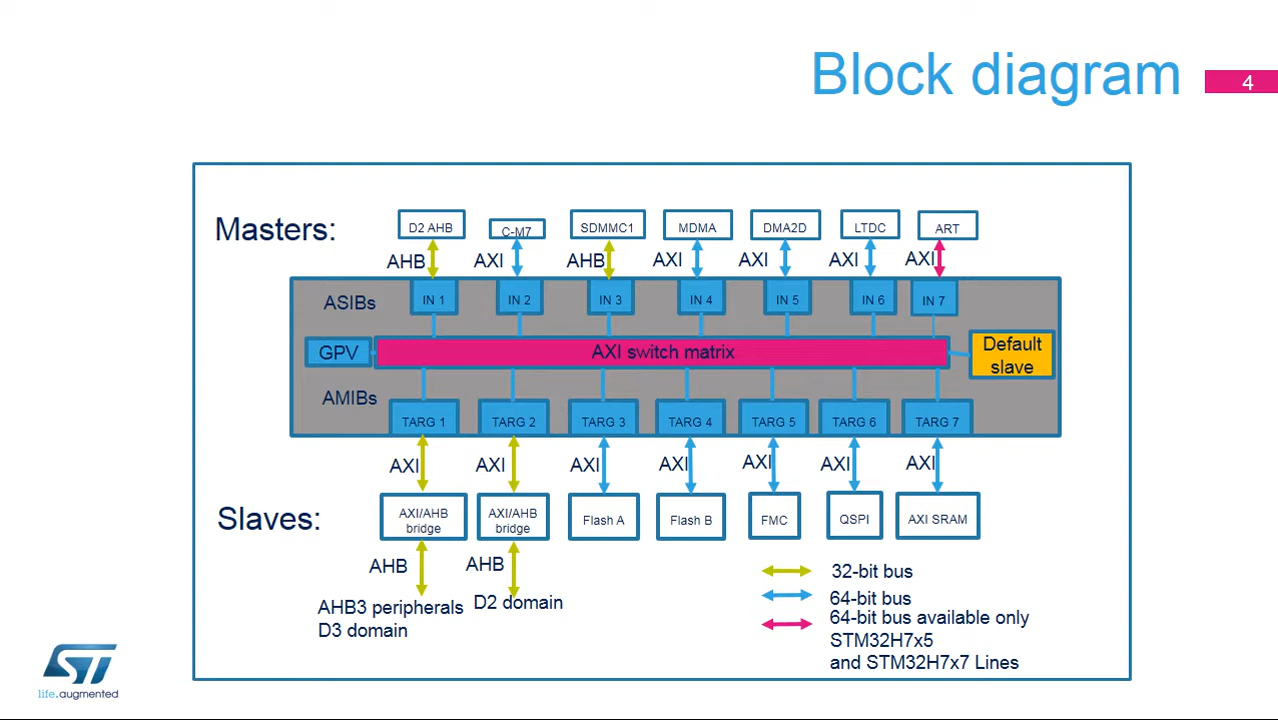 Block diagram
4
Masters:
D2 AHB
C-M7
SDMMC1
MDMA
DMA2D
LTDC
ART
AHB
AXI
AHB
AXI
AXI
AXI
AXI
ASIBs
IN 1
IN 2
IN 3
IN 4
IN 5
IN 6
IN 7
GPV
AXI switch matrix
Default
slave
AMIBs
TARG 1
TARG 2
TARG 3
TARG 4
TARG 5
TARG 6
TARG 7
AXI
AXI
AXI
AXI
AXI
AXI
AXI
Slaves:
AXI/AHB
bridge
AXI/AHB
bridge
Flash A
Flash B
FMC
QSPI
AXI SRAM
AHB
AHB
AHB3 peripherals
D3 domain
D2 domain
32-bit bus
64-bit bus
64-bit bus available only
STM32H7x5
and STM32H7x7 Lines
ST
life.augmented